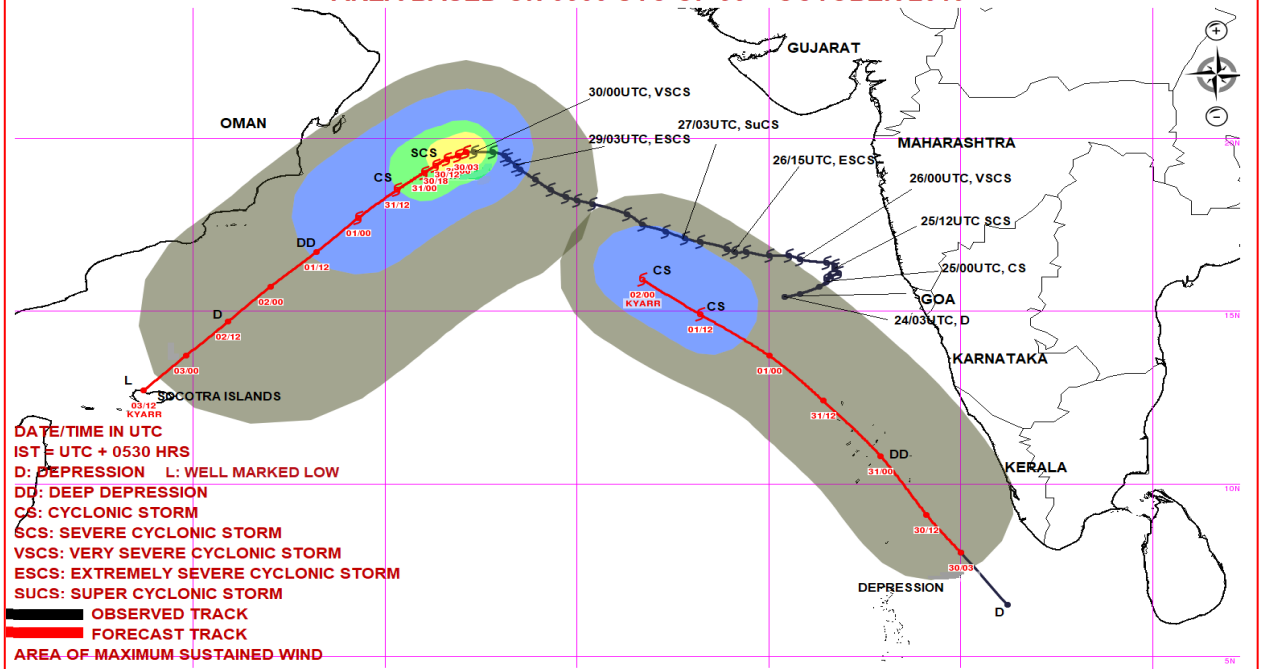 GUJARAT
30/00UTC, VSCS
OMAN
27/03UTC, SuCS
29/03UTC, ESCS
20N
MAHARASHTRA
SCS
26/15UTC, ESCS
30/03
30/12
30/18
31/00
CS
26/00UTC, VSCS
31/12
25/12UTC SCS
01/00
DD
01/12
CS
25/00UTC, CS
02/00
KYARR
02/00
GOA
CS
15N
D
02/12
01/12
24/03UTC, D
03/00
01/00
KARNATAKA
L
03/12
KYARR
SOCOTRA ISLANDS
31/12
DATE/TIME IN UTC
IST = UTC + 0530 HRS
D: DEPRESSION L: WELL MARKED LOW
DD
31/00
KERALA
10N
DD: DEEP DEPRESSION
CS: CYCLONIC STORM
30/12
SCS: SEVERE CYCLONIC STORM
VSCS: VERY SEVERE CYCLONIC STORM
30/03
ESCS: EXTREMELY SEVERE CYCLONIC STORM
DEPRESSION
SUCS: SUPER CYCLONIC STORM
D
OBSERVED TRACK
FORECAST TRACK
AREA OF MAXIMUM SUSTAINED WIND
5N